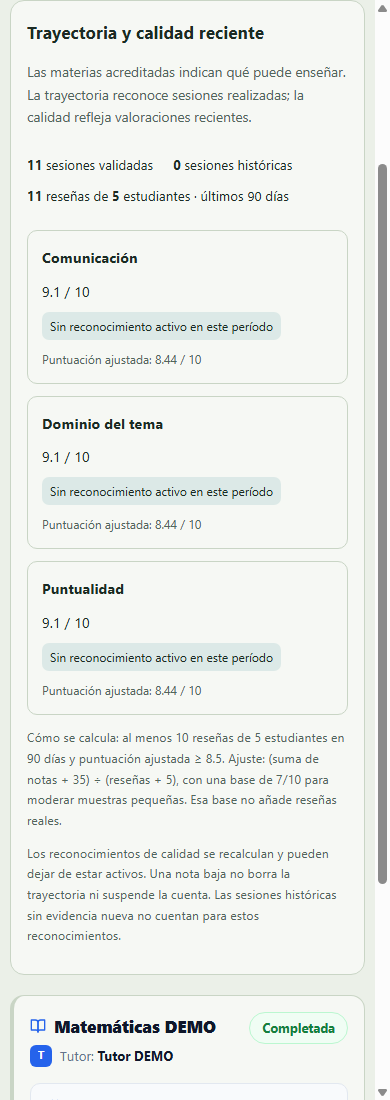 Trayectoria y calidad reciente
Las materias acreditadas indican qué puede enseñar.
La trayectoria reconoce sesiones realizadas; la
calidad refleja valoraciones recientes.
11 sesiones validadas 0 sesiones históricas
11 reseñas de 5 estudiantes · últimos 90 días
Comunicación
9.1 / 10
Sin reconocimiento activo en este período
Puntuación ajustada: 8.44 / 10
Dominio del tema
9.1 / 10
Sin reconocimiento activo en este período
Puntuación ajustada: 8.44 / 10
Puntualidad
9.1 / 10
Sin reconocimiento activo en este período
Puntuación ajustada: 8.44 / 10
Cómo se calcula: al menos 10 reseñas de 5 estudiantes en
90 días y puntuación ajustada ≥ 8.5. Ajuste: (suma de
notas + 35) ÷ (reseñas + 5), con una base de 7/10 para
moderar muestras pequeñas. Esa base no añade reseñas
reales.
Los reconocimientos de calidad se recalculan y pueden
dejar de estar activos. Una nota baja no borra la
trayectoria ni suspende la cuenta. Las sesiones históricas
sin evidencia nueva no cuentan para estos
reconocimientos.
Matemáticas DEMO Completada
T Tutor: Tutor DEMO